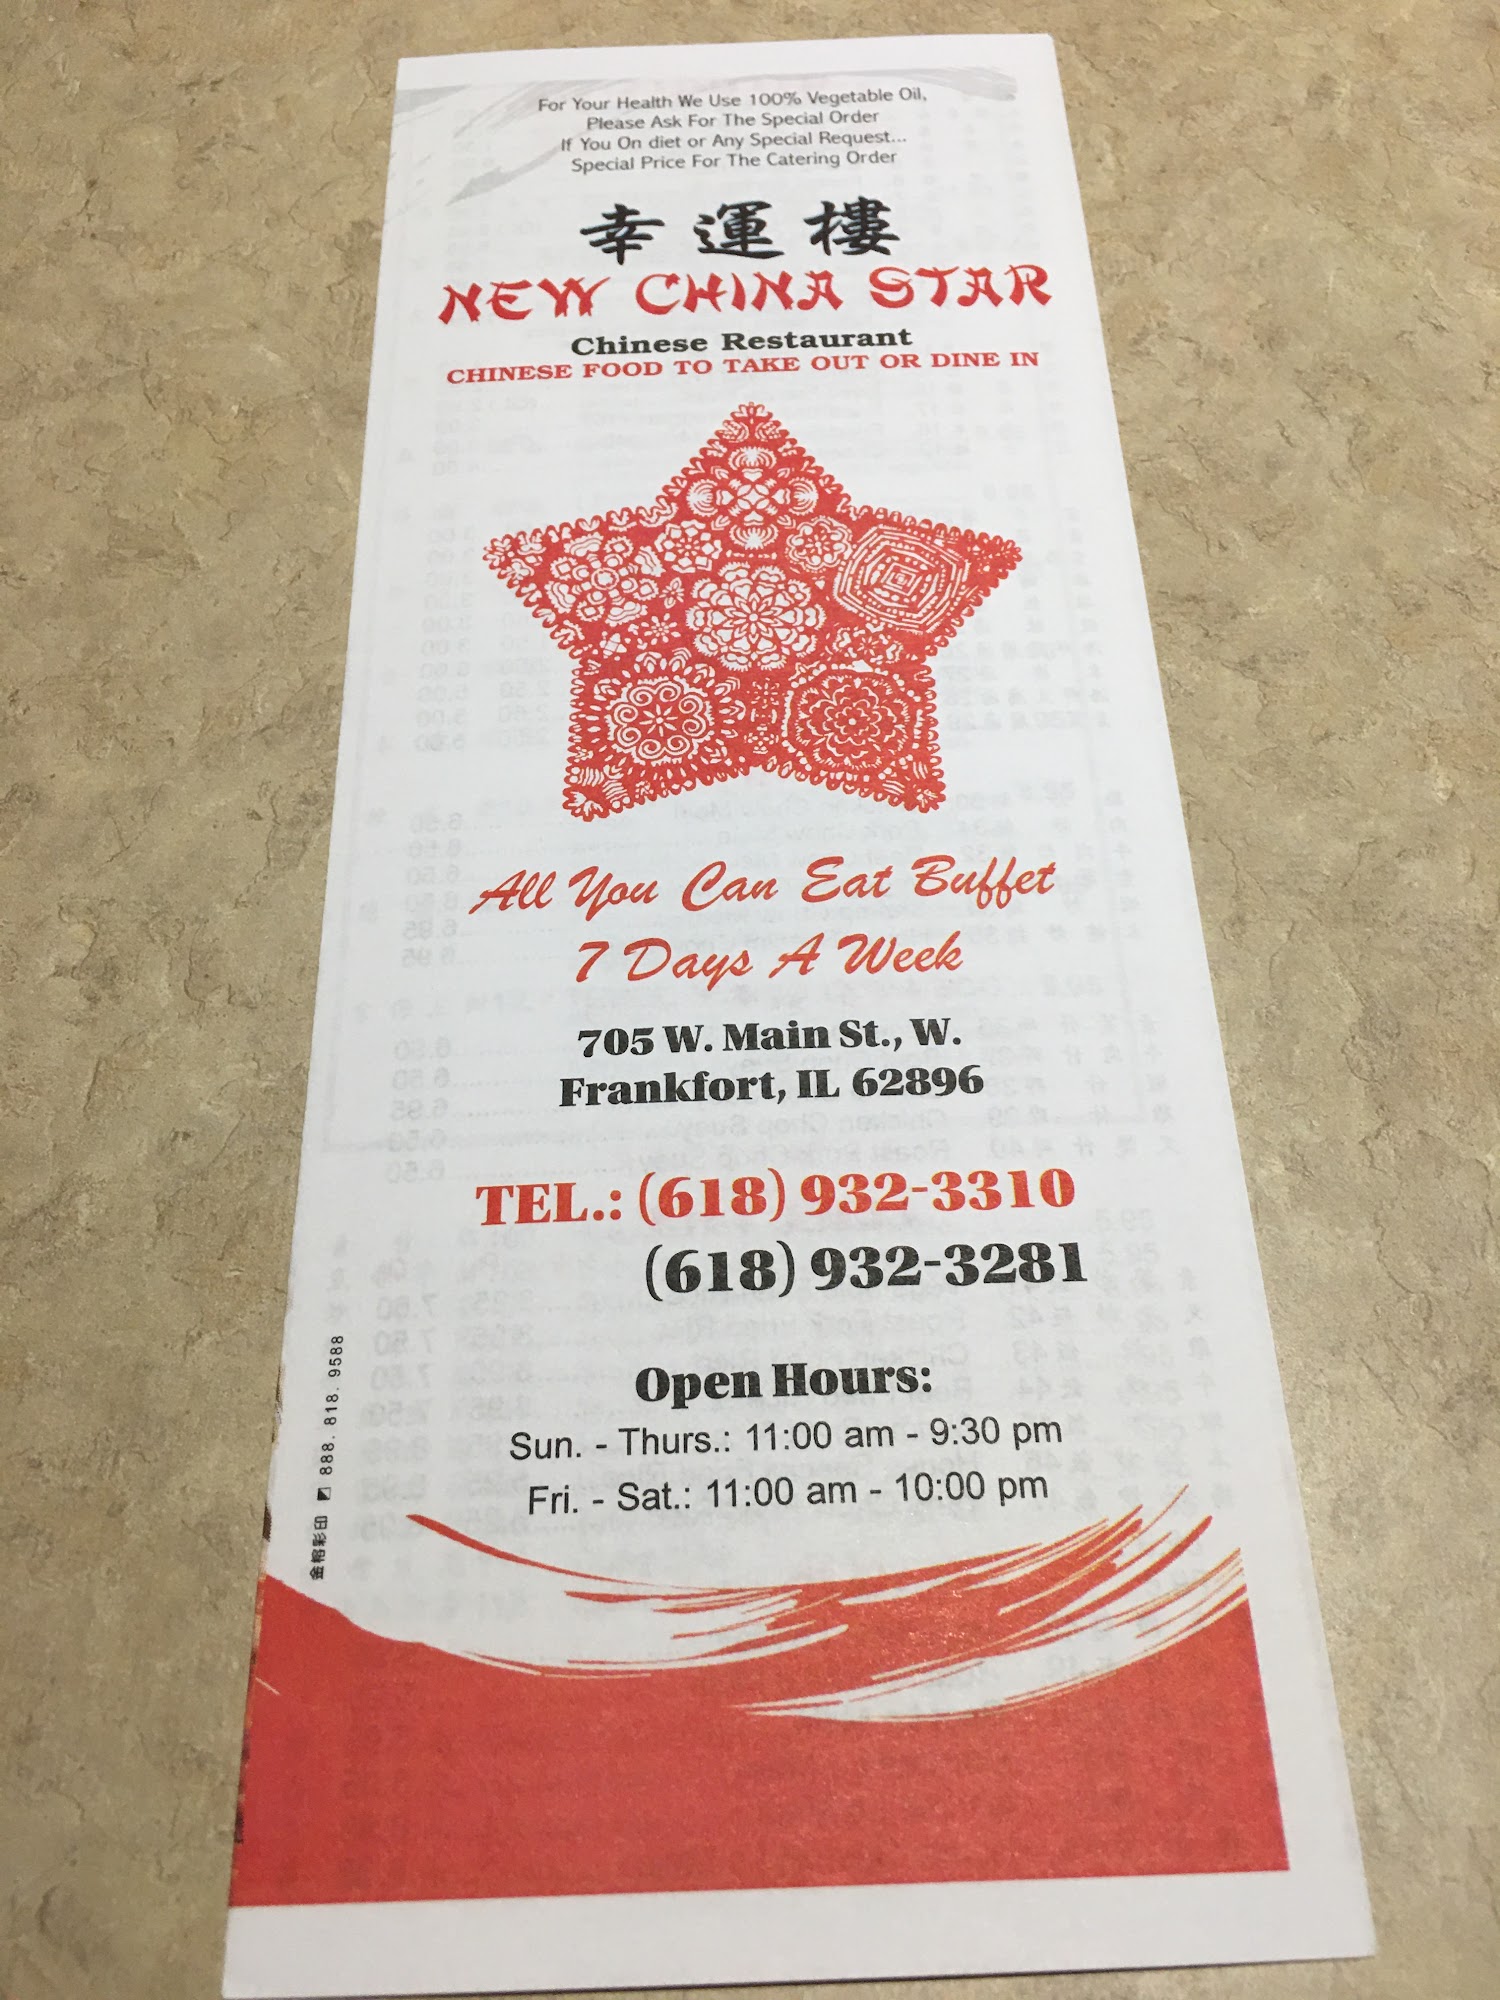 For Your Health We Use 100% Vegetable Oil,
Please Ask For The Special Order
If You On diet or Any Special Request...
Special Price For The Catering Order
幸運樓
NEW CHINA STAR
Chinese Restaurant
CHINESE FOOD TO TAKE OUT OR DINE IN
All You Can Eat Buffet
7 Days A Week
705 W. Main St., W.
Frankfort, IL 62896
TEL.: (618) 932-3310
(618) 932-3281
Open Hours:
Sun. - Thurs.: 11:00 am - 9:30 pm
Fri. - Sat.: 11:00 am - 10:00 pm
金榕彩印 888. 818. 9588